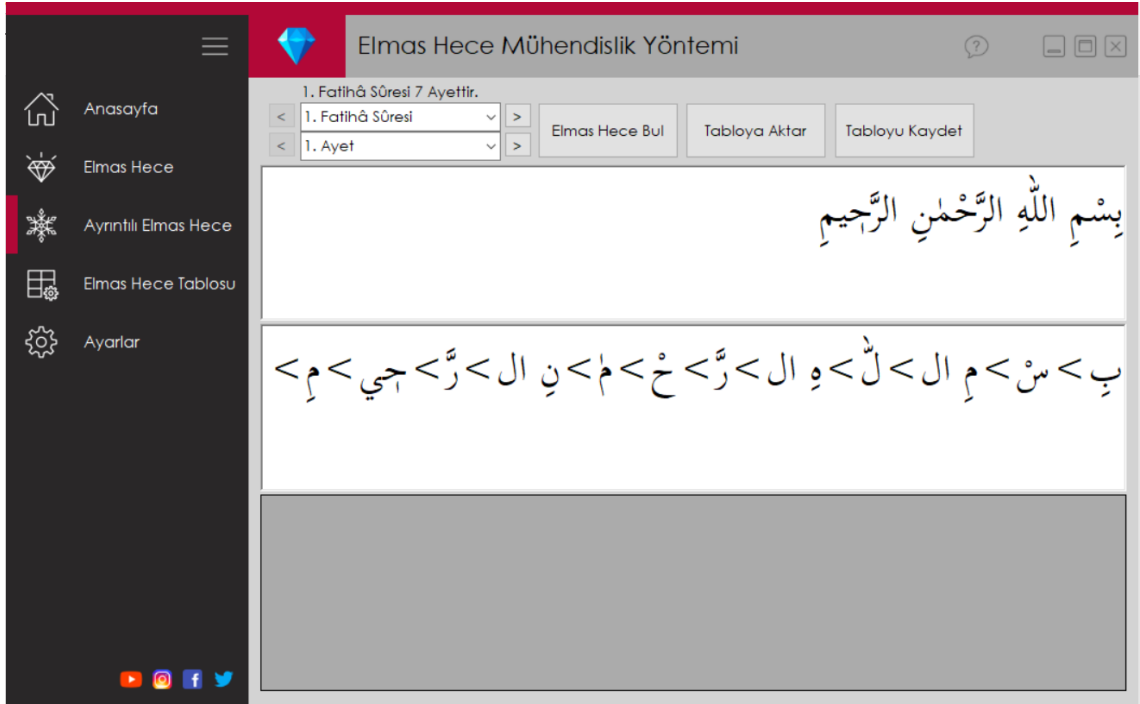 Elmas Hece Mühendislik Yöntemi
Anasayfa
Elmas Hece
Ayrıntılı Elmas Hece
Elmas Hece Tablosu
Ayarlar
1. Fatihâ Sûresi 7 Ayettir.
< 1. Fatihâ Sûresi >
< 1. Ayet >
Elmas Hece Bul
Tabloya Aktar
Tabloyu Kaydet
بِسْمِ اللّٰهِ الرَّحْمٰنِ الرَّح۪يمِ
بِ>سْ>مِ ال>لّٰ>هِ ال>رَّ>حْ>مٰ>نِ ال>رَّ>ح۪ي>مِ>